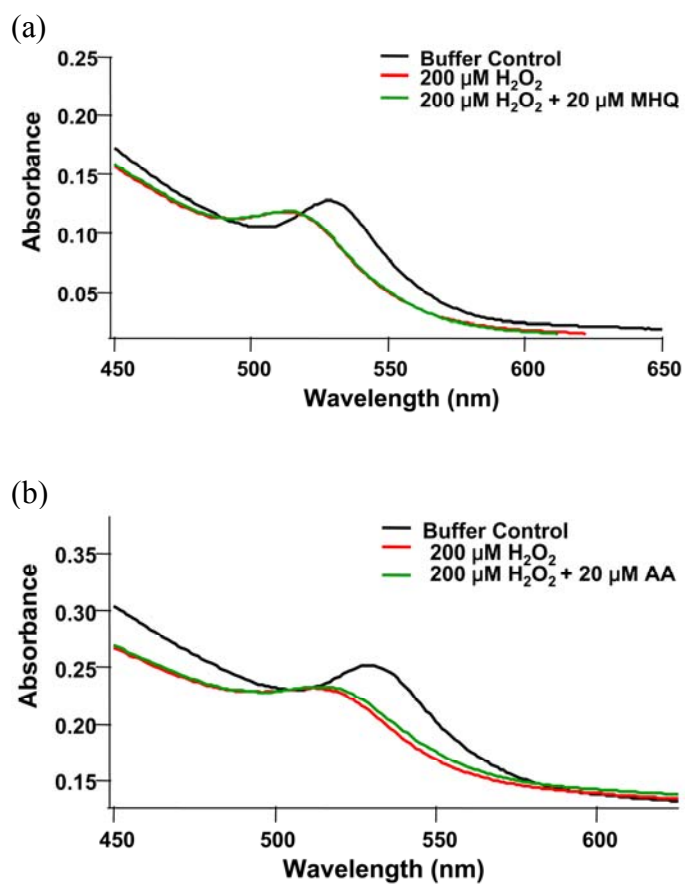 (a)
0.25
0.20
0.15
0.10
0.05
Absorbance
Buffer Control
200 µM H₂O₂
200 µM H₂O₂ + 20 µM MHQ
450 500 550 600 650
Wavelength (nm)
(b)
0.35
0.30
0.25
0.20
0.15
Absorbance
Buffer Control
200 µM H₂O₂
200 µM H₂O₂ + 20 µM AA
450 500 550 600
Wavelength (nm)